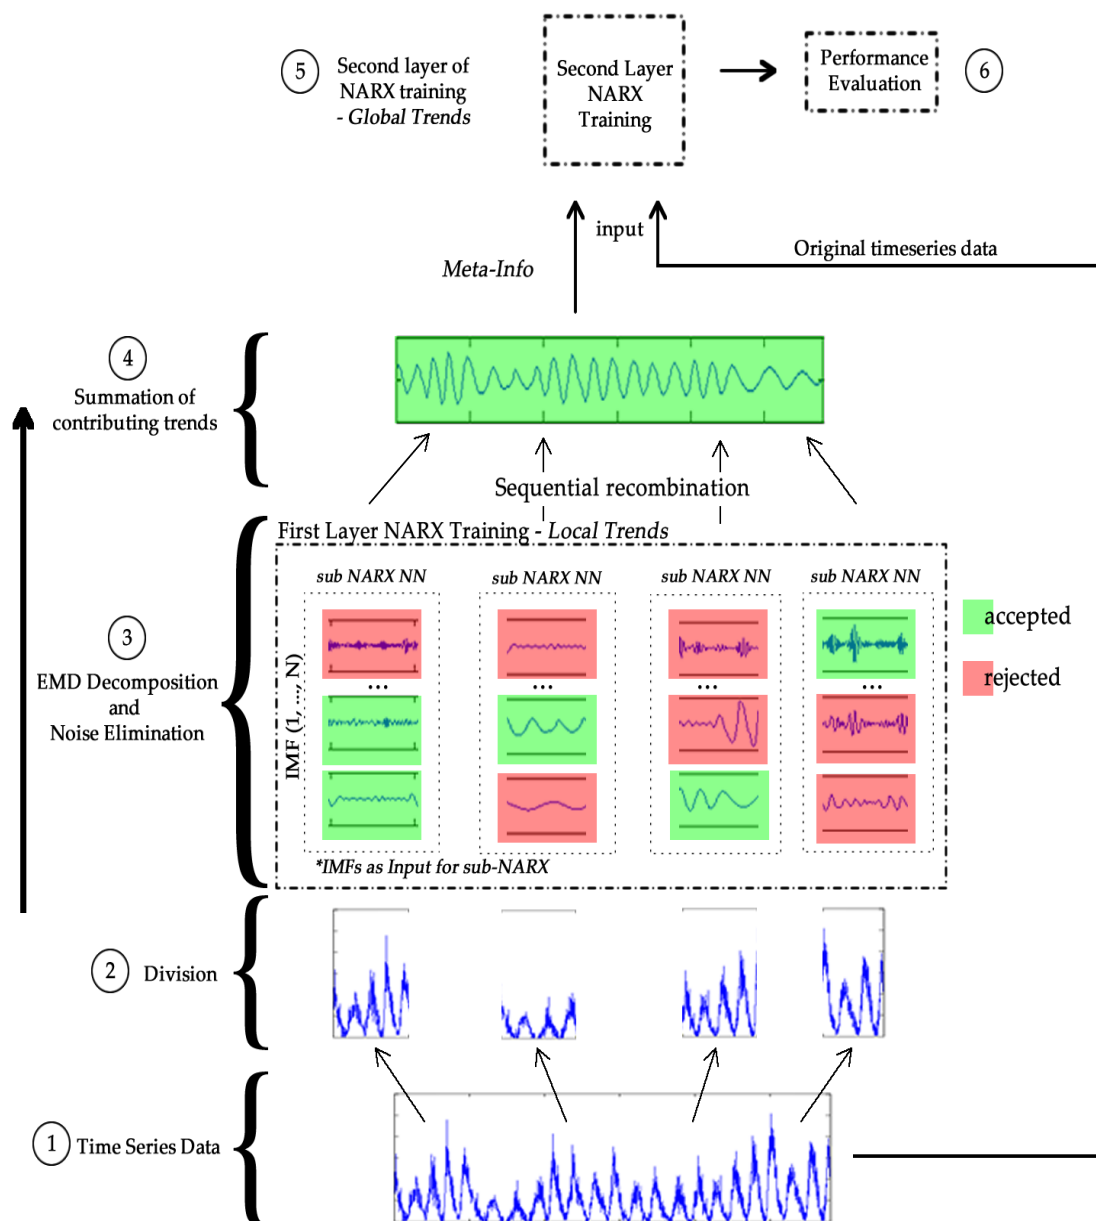 5
Second layer of
NARX training
- Global Trends
Second Layer
NARX
Training
Performance
Evaluation
6
input
Original timeseries data
Meta-Info
4
Summation of
contributing trends
Sequential recombination
First Layer NARX Training - Local Trends
sub NARX NN
sub NARX NN
sub NARX NN
sub NARX NN
accepted
rejected
3
EMD Decomposition
and
Noise Elimination
IMF (1, ..., N)
...
...
...
...
*IMFs as Input for sub-NARX
2
Division
1
Time Series Data